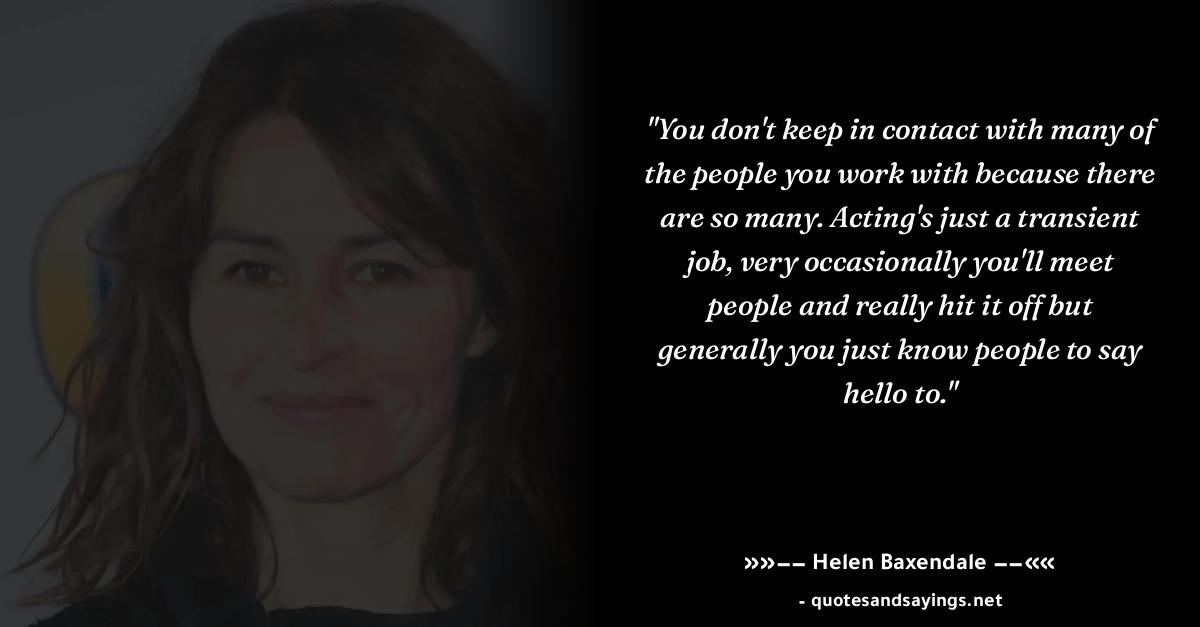 "You don't keep in contact with many of
the people you work with because there
are so many. Acting's just a transient
job, very occasionally you'll meet
people and really hit it off but
generally you just know people to say
hello to."
»»−− Helen Baxendale −−««
- quotesandsayings.net